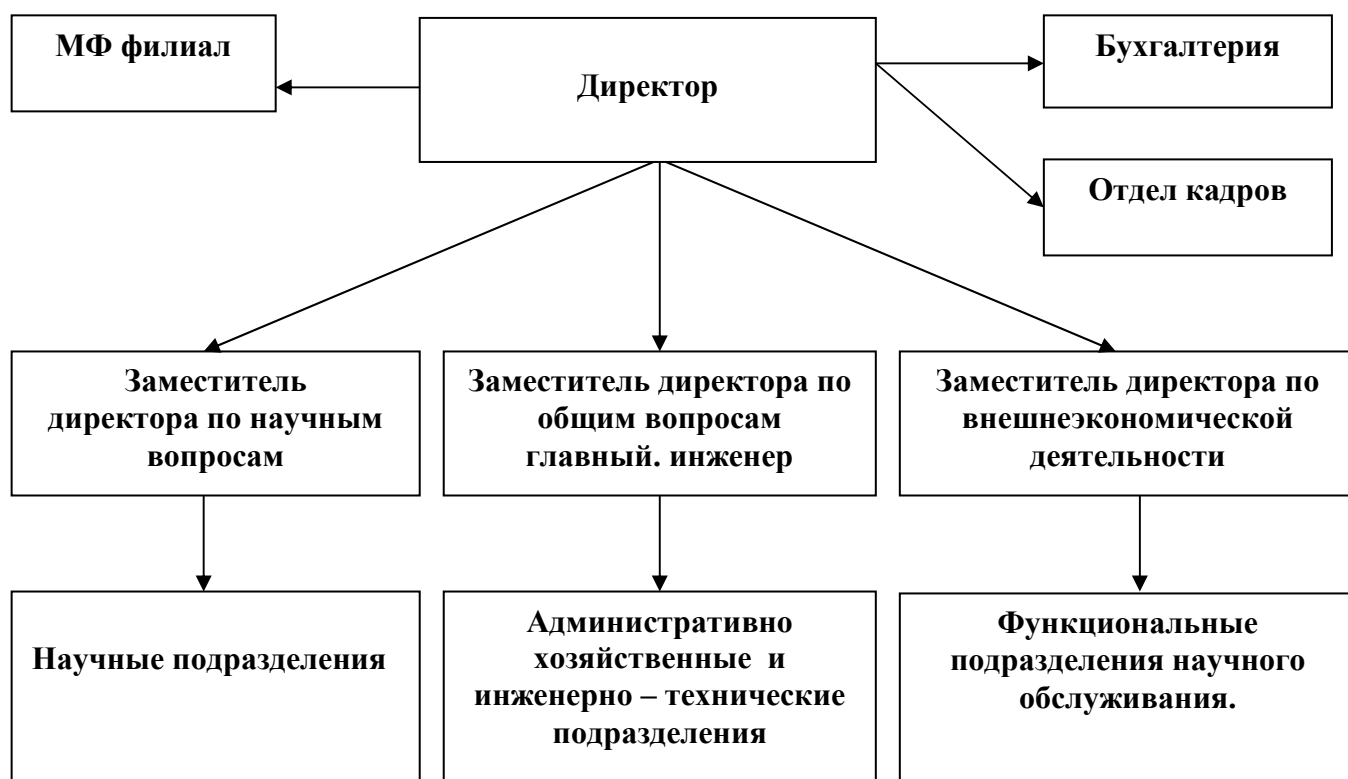 МФ филиал
Директор
Бухгалтерия
Отдел кадров
Заместитель
директора по научным
вопросам
Заместитель директора по
общим вопросам
главный. инженер
Заместитель директора по
внешнеэкономической
деятельности
Научные подразделения
Административно
хозяйственные и
инженерно – технические
подразделения
Функциональные
подразделения научного
обслуживания.